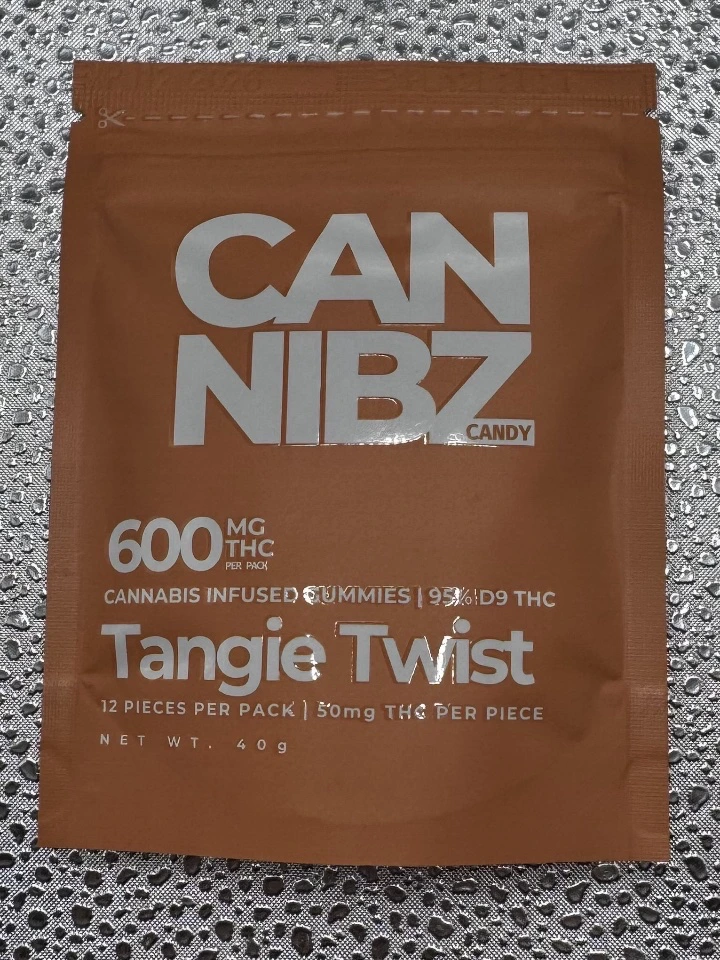 CAN
NIBZ
CANDY
600 MG
THC
PER PACK
CANNABIS INFUSED GUMMIES | 95% D9 THC
Tangie Twist
12 PIECES PER PACK | 50mg THC PER PIECE
NET WT. 40g